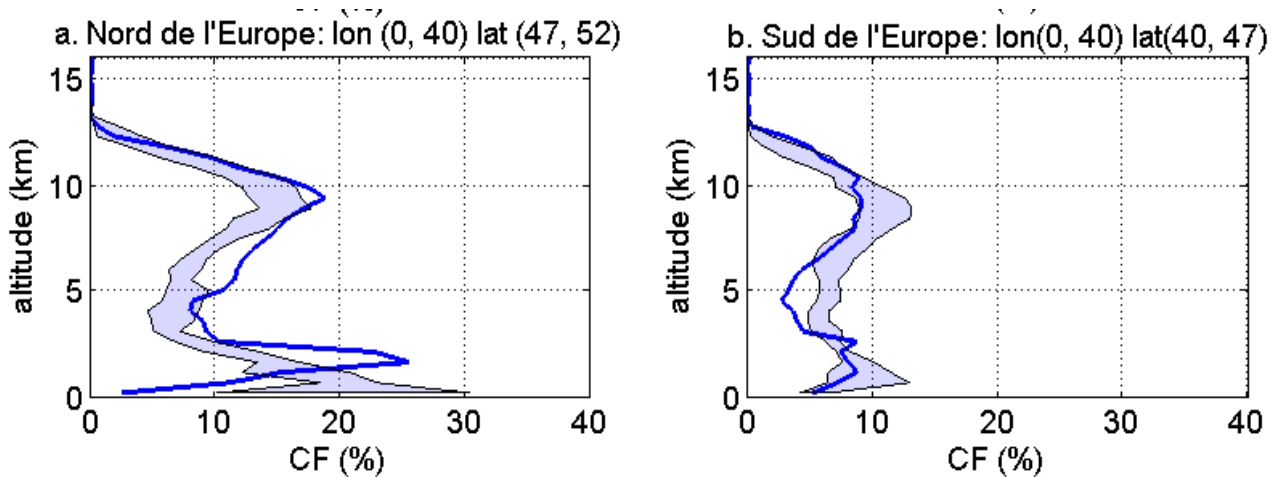 a. Nord de l'Europe: lon (0, 40) lat (47, 52)
altitude (km)
15
10
5
0
0 10 20 30 40
CF (%)
b. Sud de l'Europe: lon(0, 40) lat(40, 47)
altitude (km)
15
10
5
0
0 10 20 30 40
CF (%)